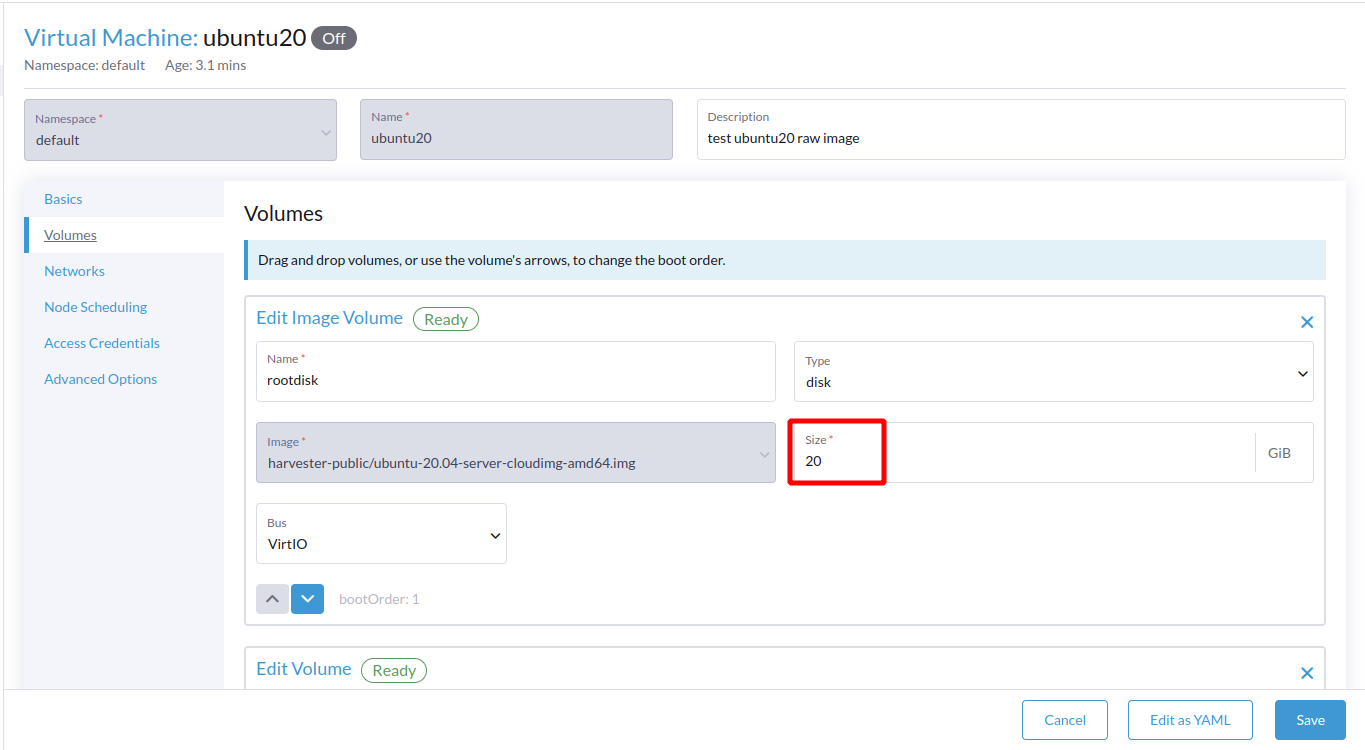 Virtual Machine: ubuntu20 Off
Namespace: default Age: 3.1 mins
Namespace *
default
Name *
ubuntu20
Description
test ubuntu20 raw image
Basics
Volumes
Networks
Node Scheduling
Access Credentials
Advanced Options
Volumes
Drag and drop volumes, or use the volume's arrows, to change the boot order.
Edit Image Volume Ready
Name *
rootdisk
Type
disk
Image *
harvester-public/ubuntu-20.04-server-cloudimg-amd64.img
Size *
20
GiB
Bus
VirtIO
bootOrder: 1
Edit Volume Ready
Cancel
Edit as YAML
Save